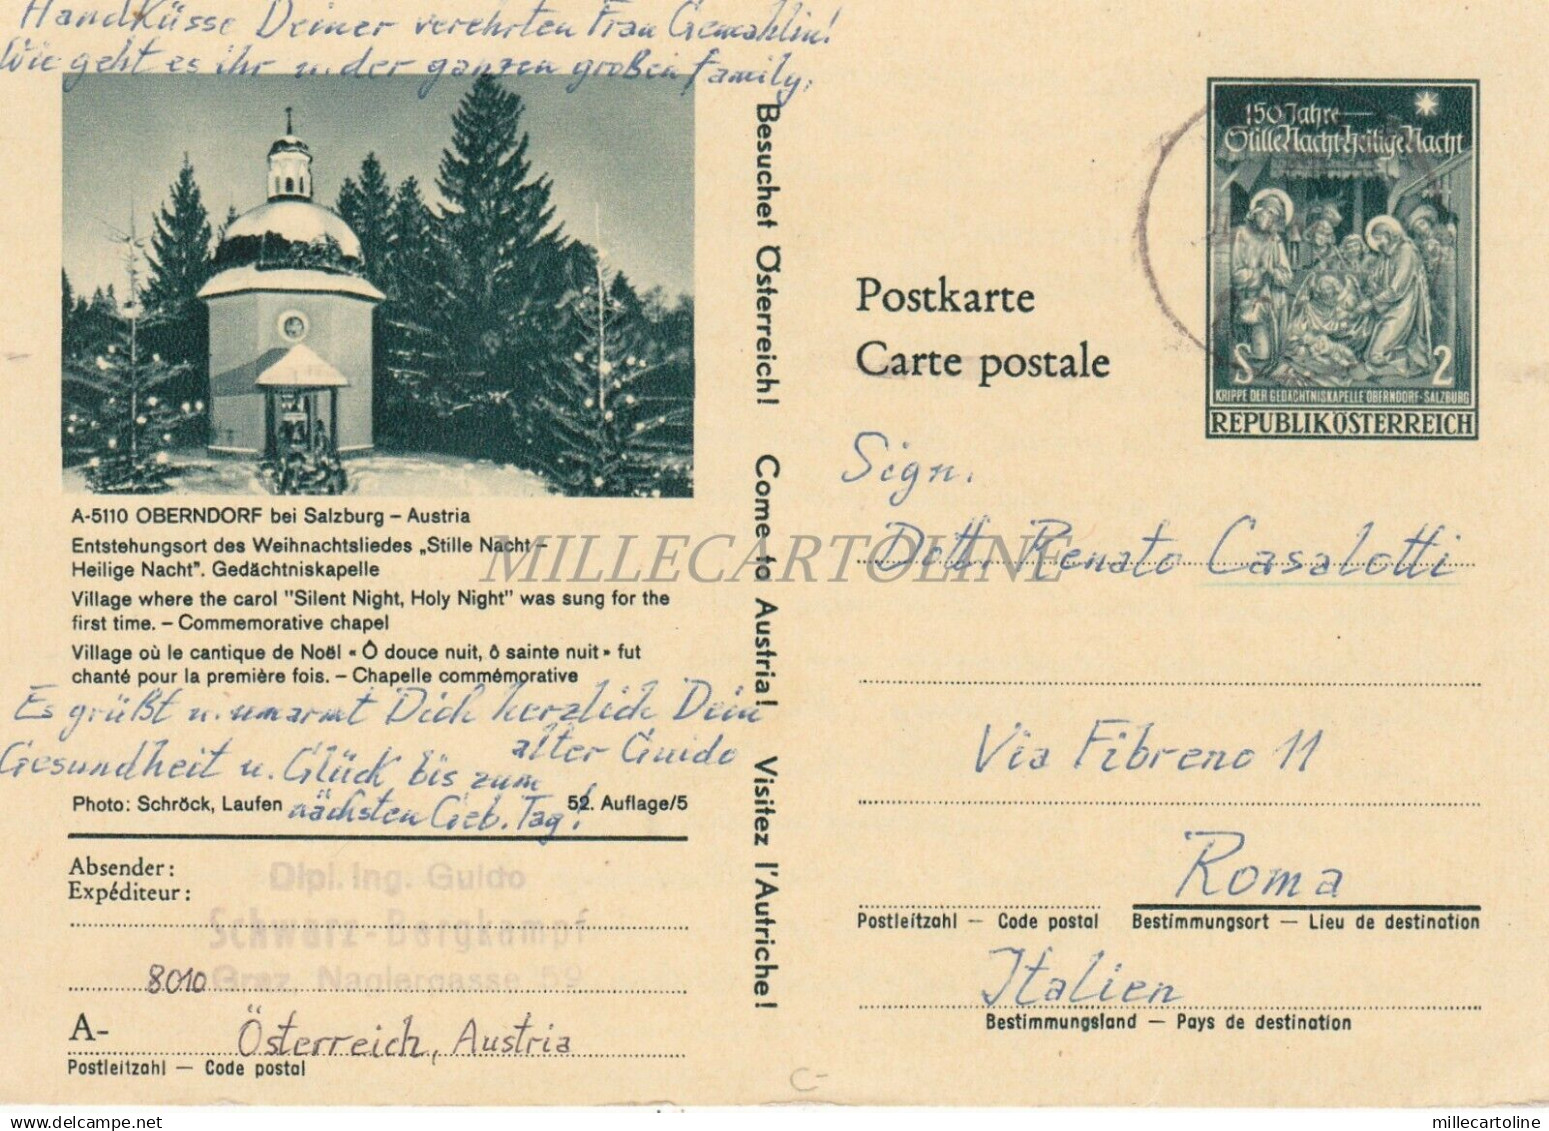 Handküsse Deiner verehrten Frau Gemahlin!
Wie geht es ihr u. der ganzen großen family,
A-5110 OBERNDORF bei Salzburg – Austria
Entstehungsort des Weihnachtsliedes „Stille Nacht –
Heilige Nacht". Gedächtniskapelle
Village where the carol "Silent Night, Holy Night" was sung for the
first time. – Commemorative chapel
Village où le cantique de Noël « Ô douce nuit, ô sainte nuit » fut
chanté pour la première fois. – Chapelle commémorative
Es grüßt u. umarmt Dich herzlich Dein
alter Guido
Gesundheit u. Glück bis zum
nächsten Geb. Tag!
Photo: Schröck, Laufen
52. Auflage/5
Absender:
Expéditeur:
Dipl. Ing. Guido
Schwarz-Bergkampf
8010 Graz, Naglergasse 59
A- Österreich, Austria
Postleitzahl — Code postal
Besuchet Österreich! Come to Austria! Visitez l'Autriche!
150 Jahre
Stille Nacht-Heilige Nacht
S 2
KRIPPE DER GEDÄCHTNISKAPELLE OBERNDORF-SALZBURG
REPUBLIK ÖSTERREICH
Postkarte
Carte postale
Sign.
Dott. Renato Casalotti
Via Fibreno 11
Roma
Postleitzahl — Code postal
Bestimmungsort — Lieu de destination
Italien
Bestimmungsland — Pays de destination
MILLECARTOLINE
C-
millecartoline